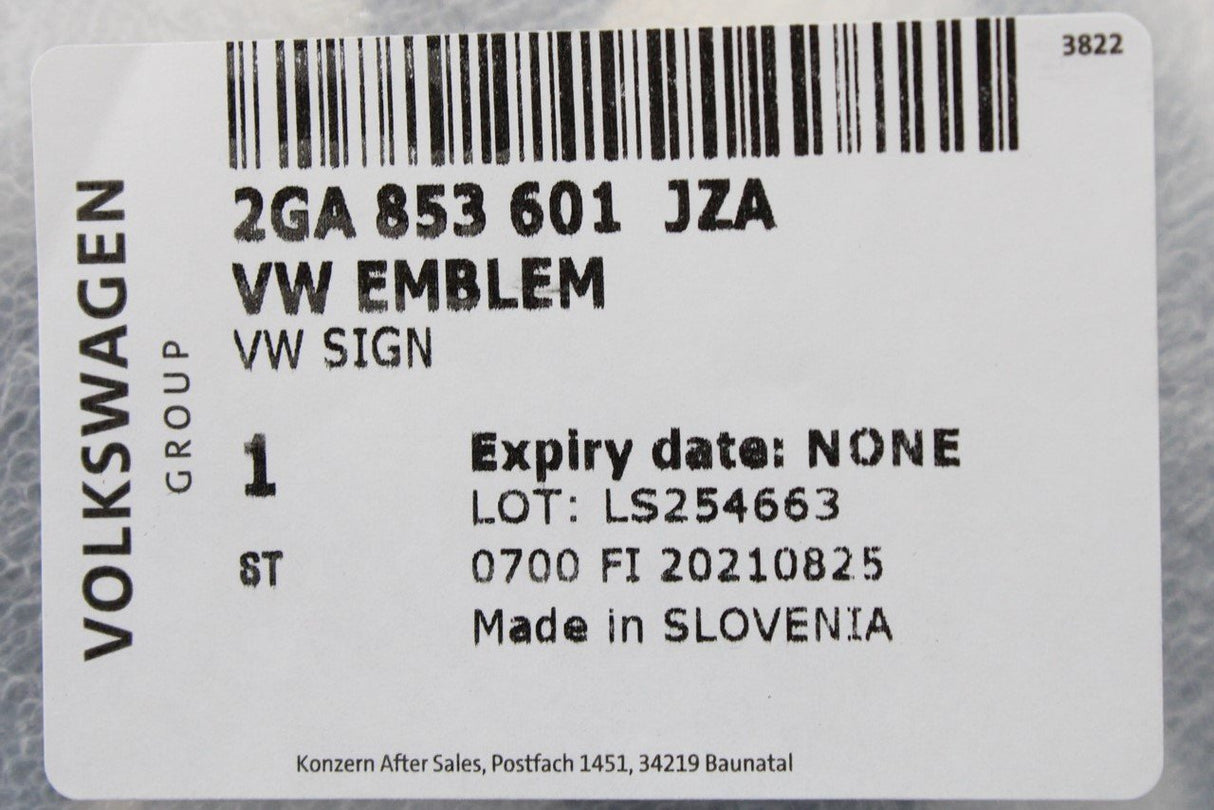 3822
VOLKSWAGEN
GROUP
2GA 853 601 JZA
VW EMBLEM
VW SIGN
1
Expiry date: NONE
LOT: LS254663
ST
0700 FI 20210825
Made in SLOVENIA
Konzern After Sales, Postfach 1451, 34219 Baunatal